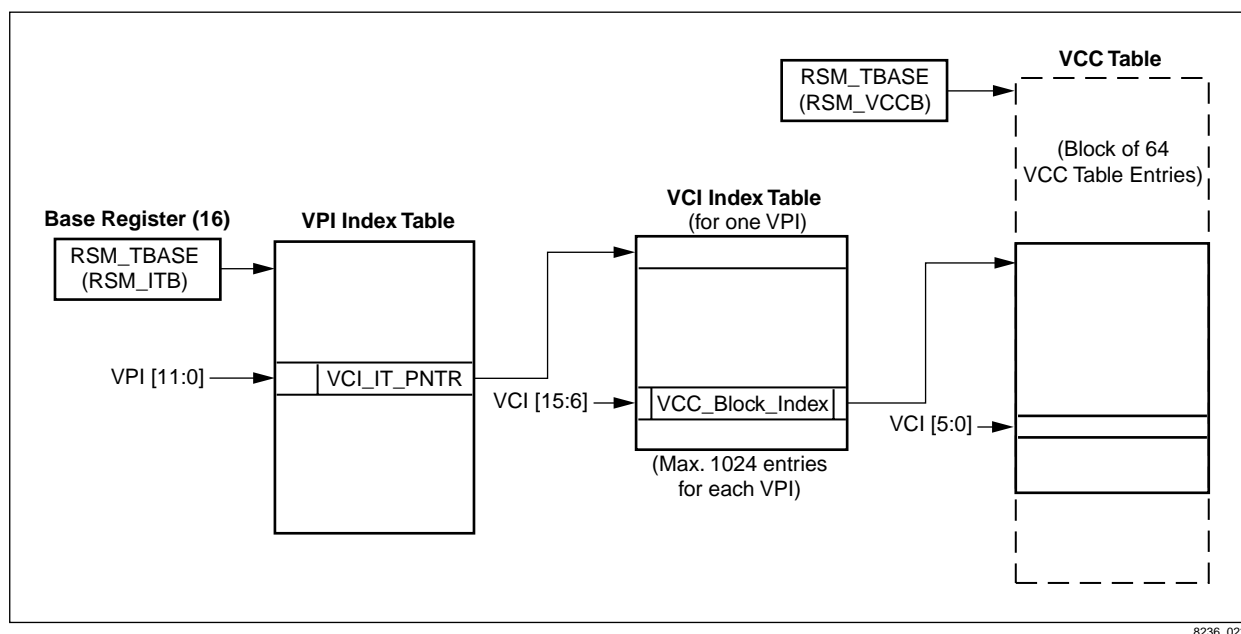 VCC Table
RSM_TBASE
(RSM_VCCB)
(Block of 64
VCC Table Entries)
VCI Index Table
(for one VPI)
Base Register (16)
VPI Index Table
RSM_TBASE
(RSM_ITB)
VPI [11:0]
VCI_IT_PNTR
VCI [15:6]
VCC_Block_Index
VCI [5:0]
(Max. 1024 entries
for each VPI)